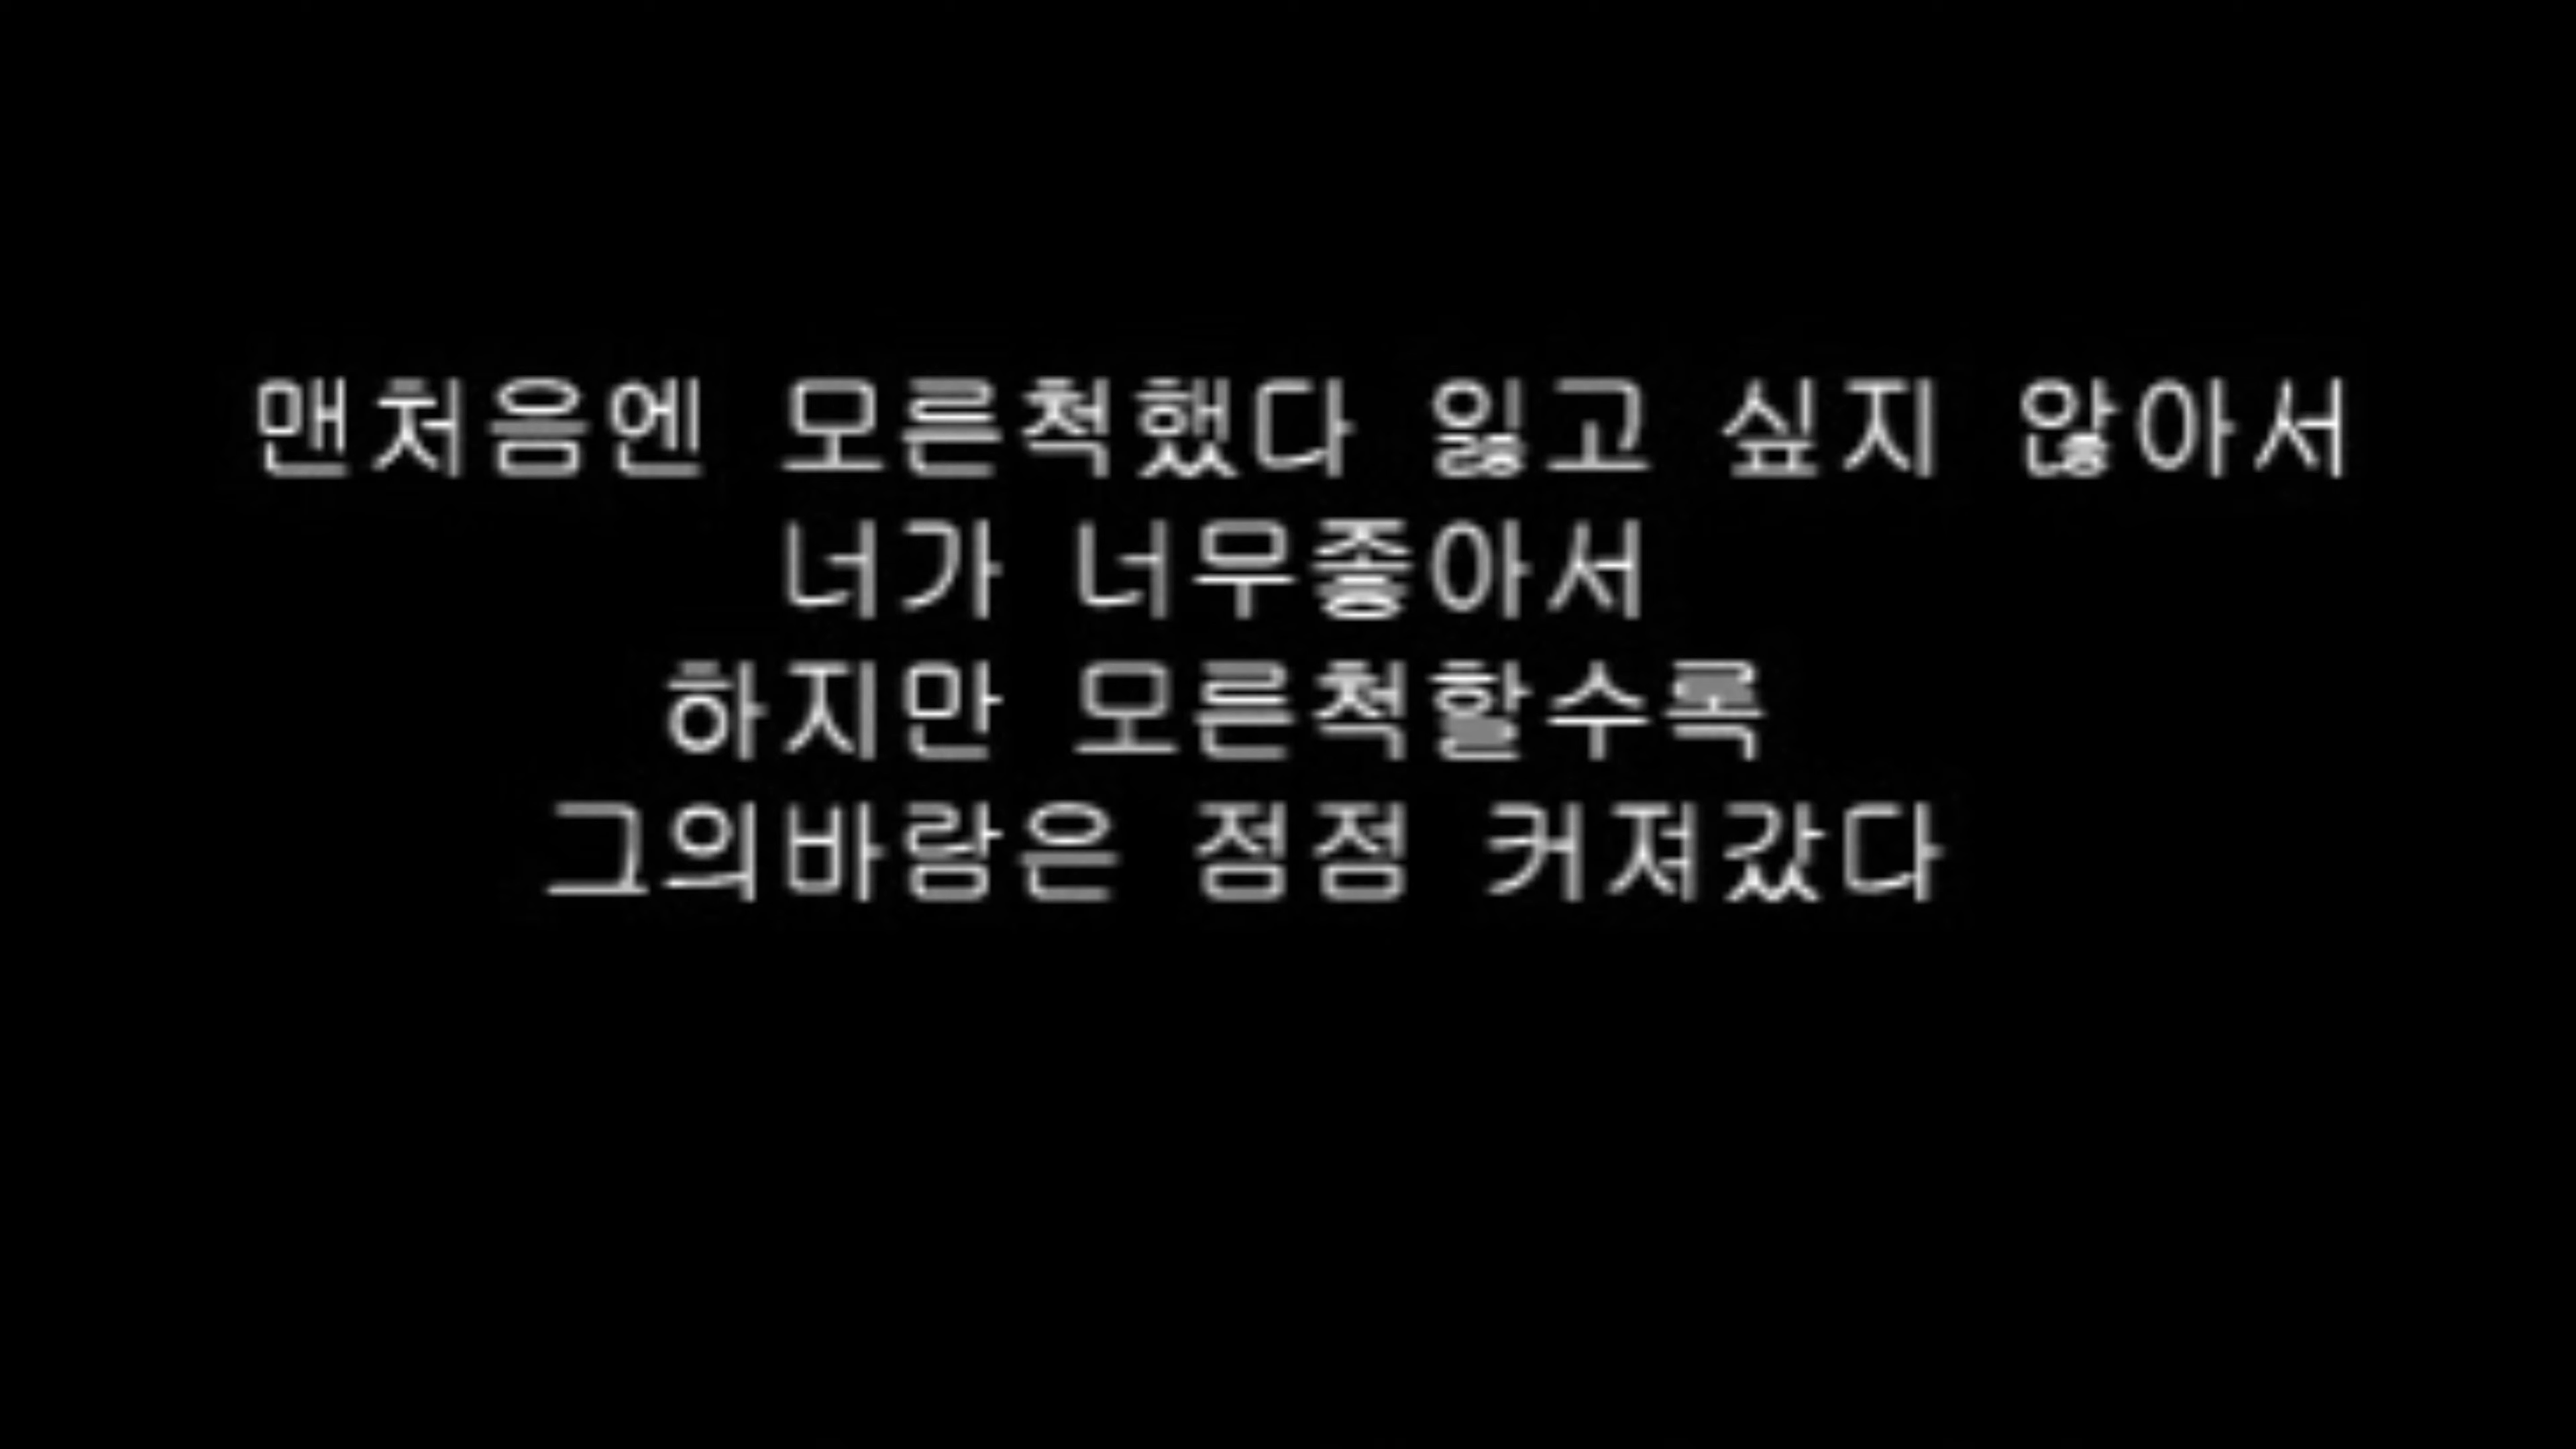 맨처음엔 모른척했다 잃고 싶지 않아서
너가 너무좋아서
하지만 모른척할수록
그의바람은 점점 커져갔다